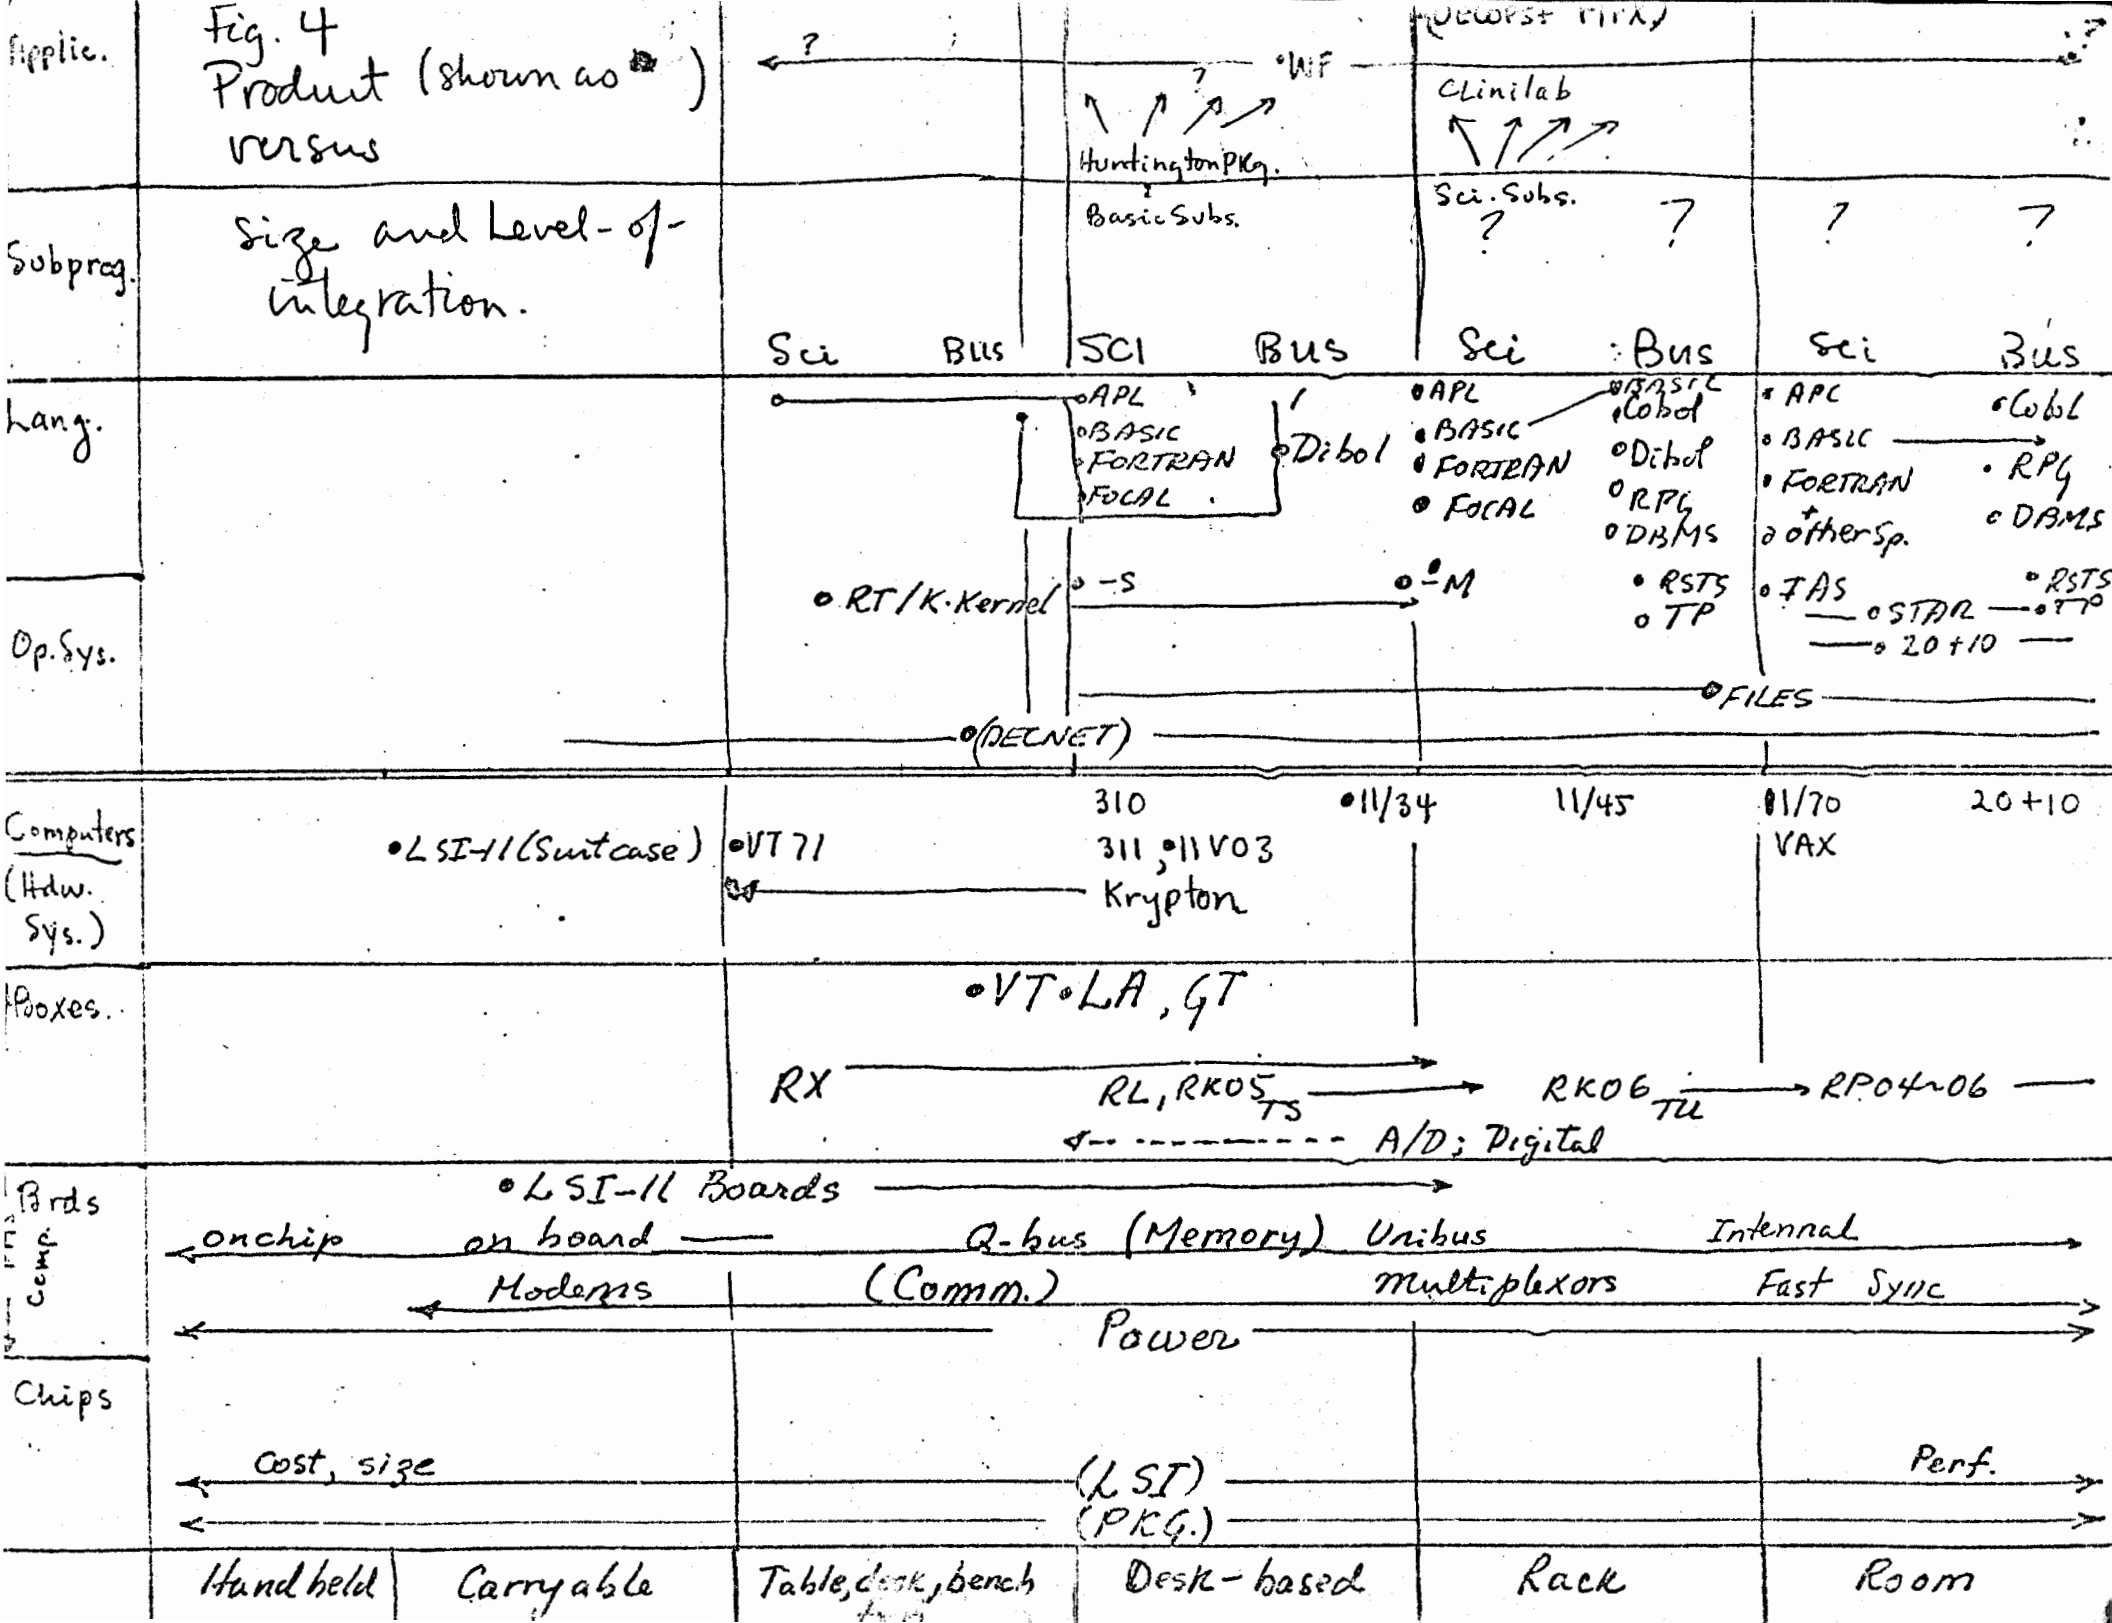 Applic.
Fig. 4
Product (shown as )
versus
size and Level-of-
integration.
?
•WF
?
?
CLinilab
HuntingtonPkg.
Subprog.
Basic Subs.
Sci. Subs.
? ? ? ?
Sci Bus SCI Bus Sci Bus Sci Bus
Lang.
APL
BASIC
FORTRAN
FOCAL
Dibol
APL
BASIC
FORTRAN
FOCAL
BASIC
Cobol
Dibol
RPG
DBMS
APL
BASIC
FORTRAN
+
other Sp.
Cobol
RPG
DBMS
Op. Sys.
RT/K·Kernel -S -M
RSTS
TP
IAS
STAR
RSTS
TP
20+10
FILES
(DECNET)
Computers
(Hdw.
Sys.)
310 •11/34 11/45 11/70 20+10
•LSI-11 (Suitcase) •VT71 311, •11V03 VAX
Krypton
Boxes.
•VT•LA, GT
RX RL, RK05 TS RK06 TU RP04~06
A/D; Digital
Brds
Comp.
•LSI-11 Boards
onchip on board Q-bus (Memory) Unibus Internal
Modems (Comm.) Multiplexors Fast Sync
Power
Chips
Cost, size (LSI) Perf.
(PKG.)
Handheld Carryable Table, desk, bench Desk-based Rack Room